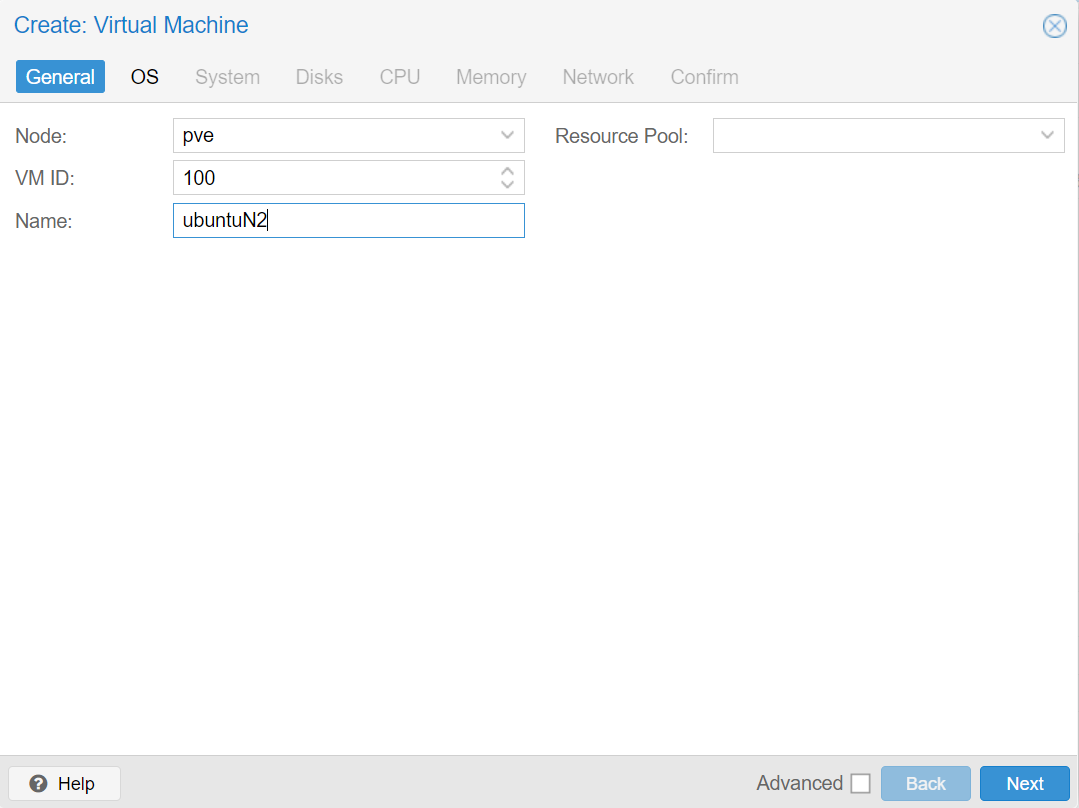 Create: Virtual Machine
General OS System Disks CPU Memory Network Confirm
Node: pve Resource Pool:
VM ID: 100
Name: ubuntuN2
Help Advanced Back Next